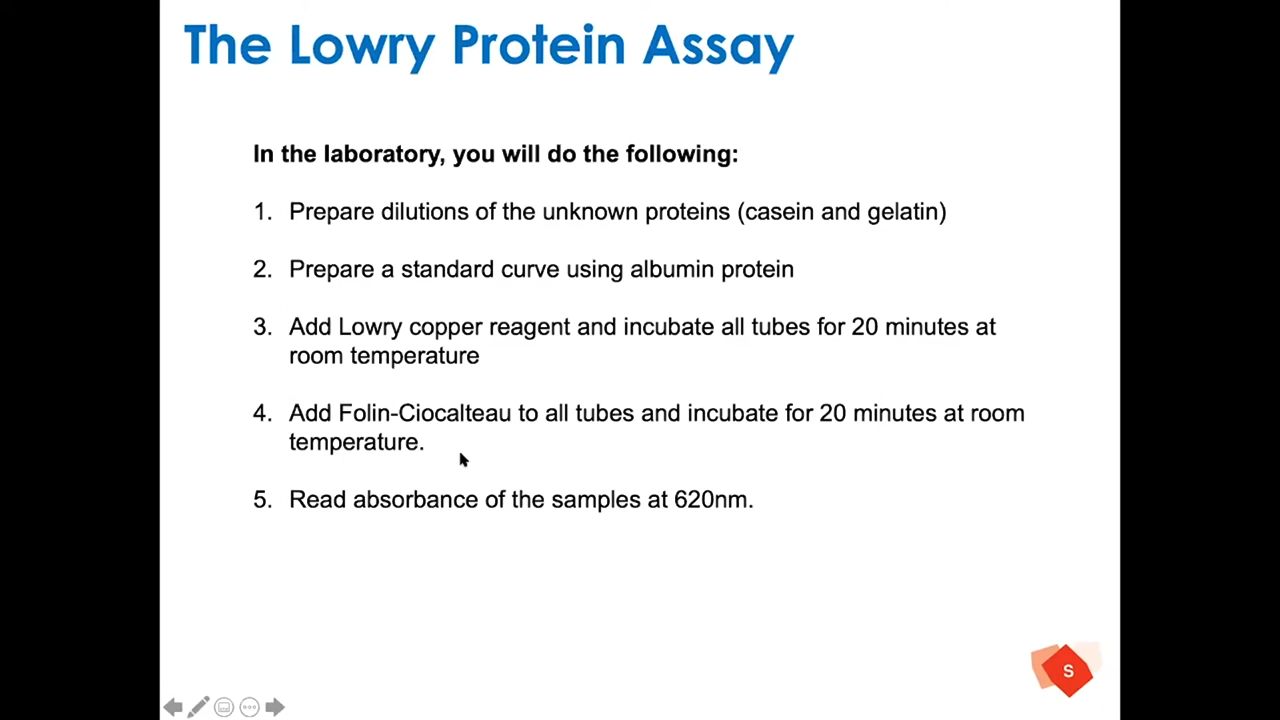 The Lowry Protein Assay
In the laboratory, you will do the following:
1. Prepare dilutions of the unknown proteins (casein and gelatin)
2. Prepare a standard curve using albumin protein
3. Add Lowry copper reagent and incubate all tubes for 20 minutes at
room temperature
4. Add Folin-Ciocalteau to all tubes and incubate for 20 minutes at room
temperature.
5. Read absorbance of the samples at 620nm.
S